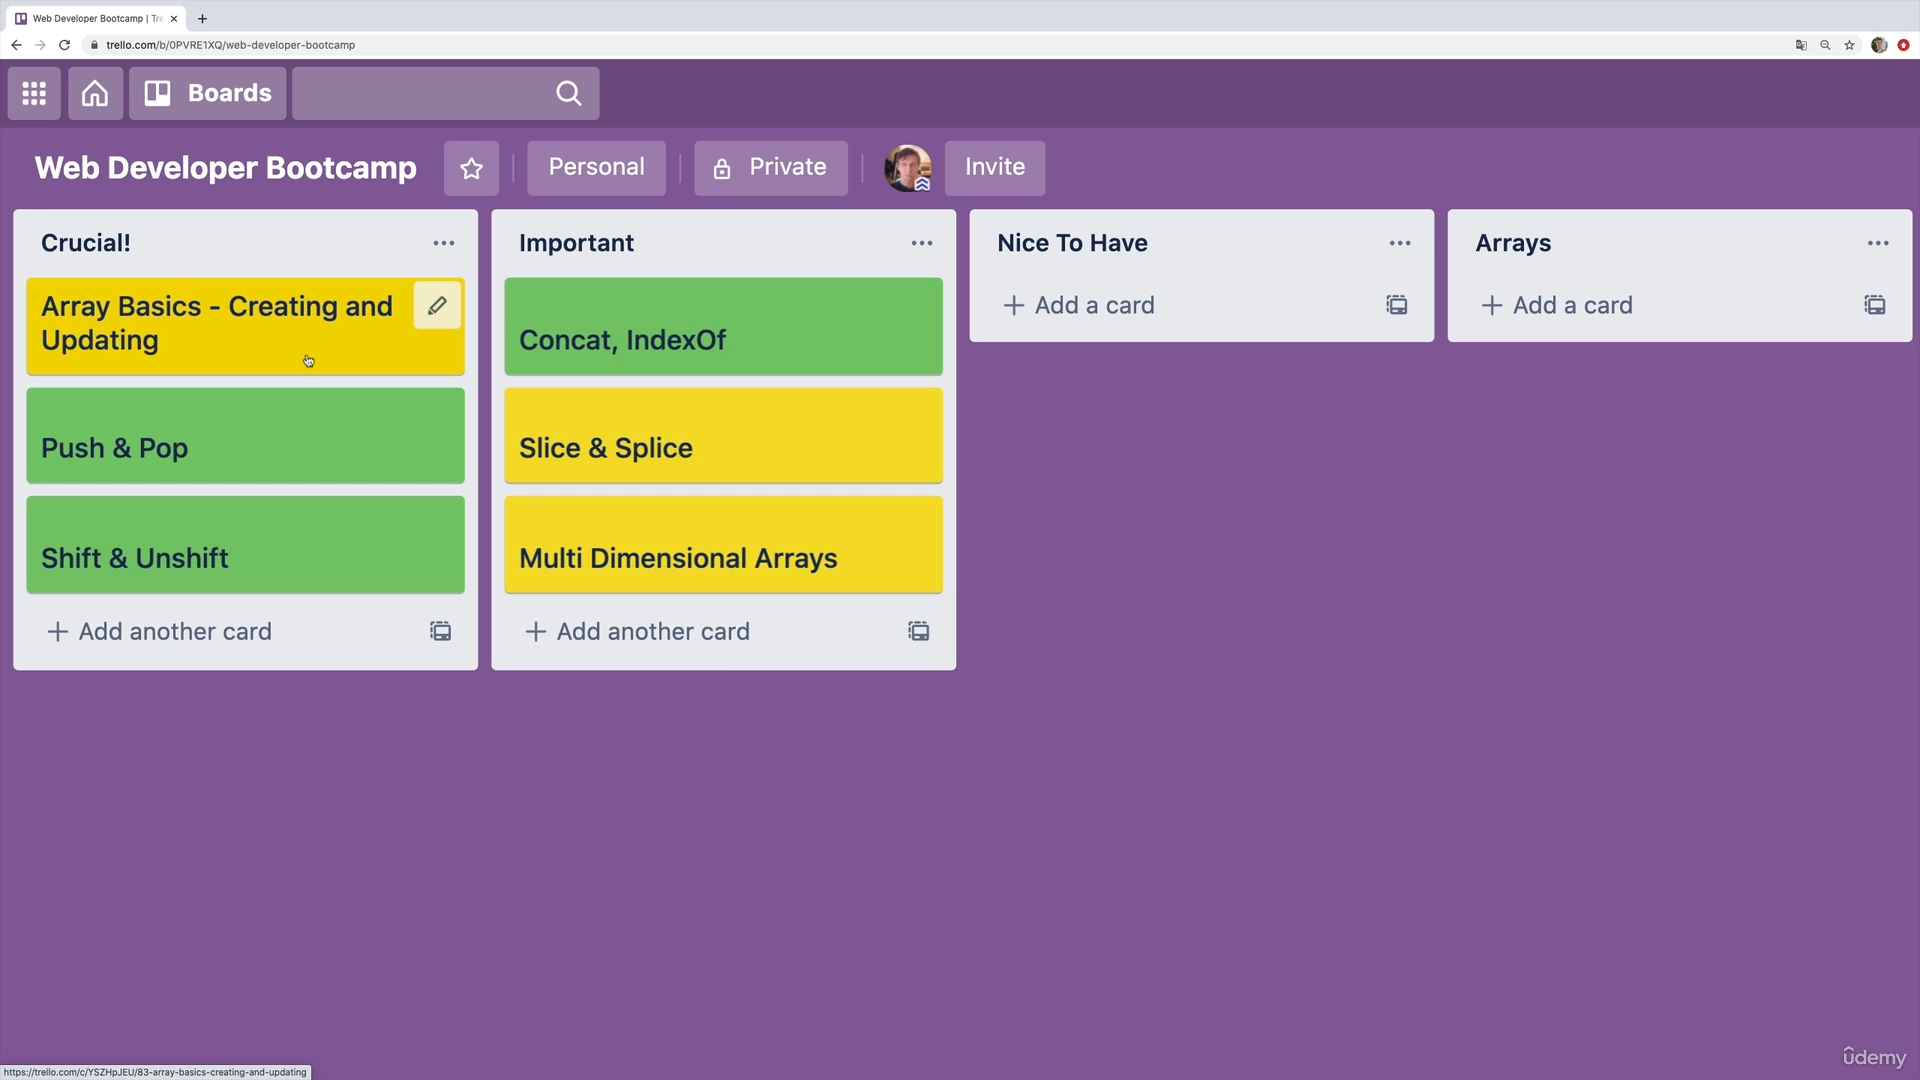 Web Developer Bootcamp | Tre
trello.com/b/0PVRE1XQ/web-developer-bootcamp
Boards
Web Developer Bootcamp
Personal
Private
Invite
Crucial!
Array Basics - Creating and
Updating
Push & Pop
Shift & Unshift
Add another card
Important
Concat, IndexOf
Slice & Splice
Multi Dimensional Arrays
Add another card
Nice To Have
Add a card
Arrays
Add a card
https://trello.com/c/YSZHpJEU/83-array-basics-creating-and-updating
ûdemy